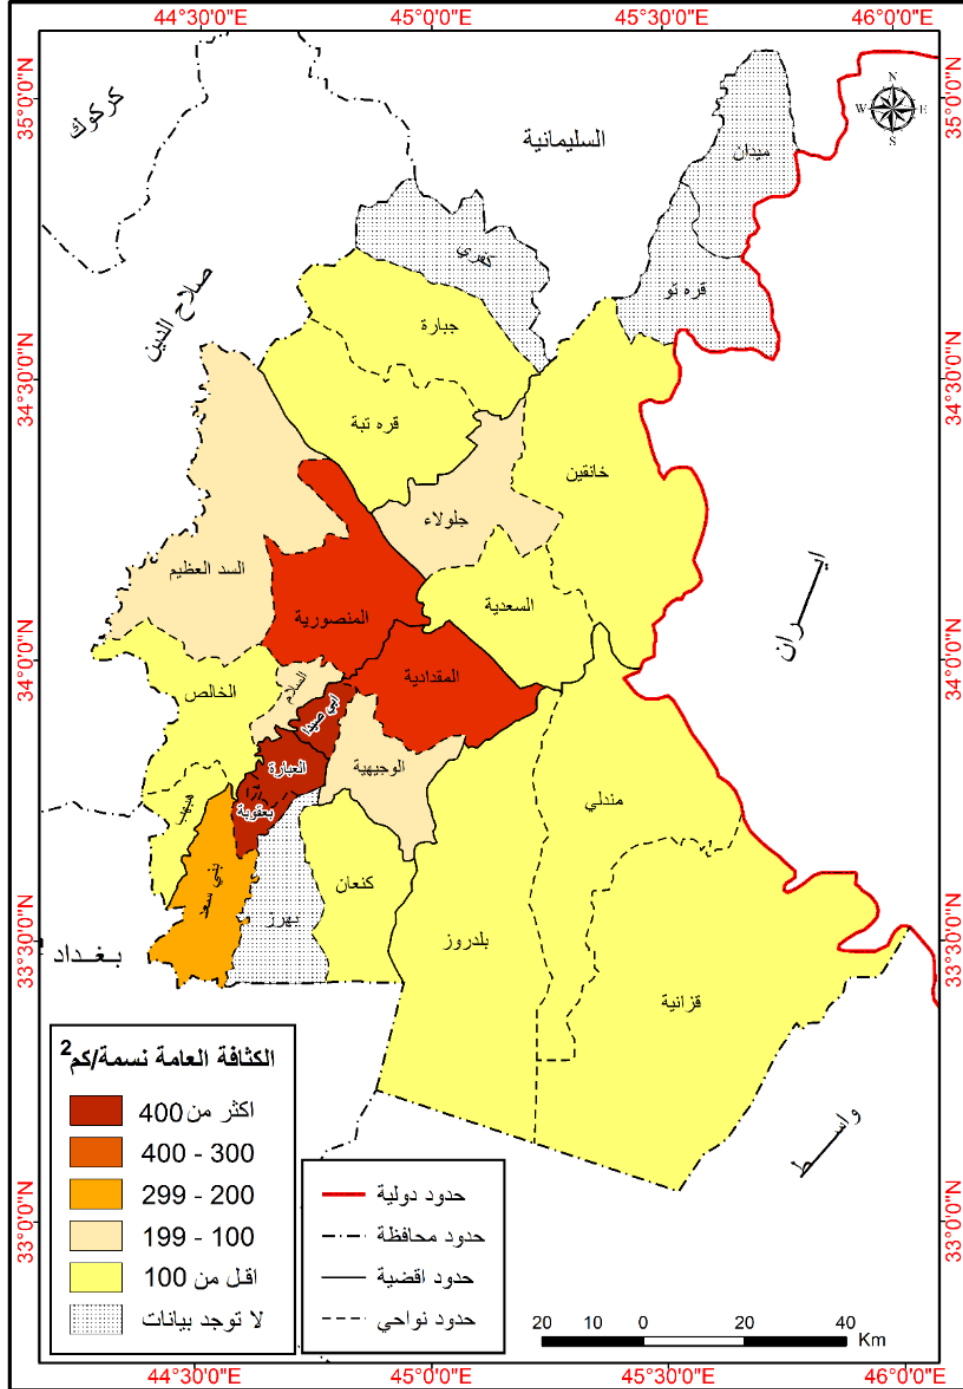 44°30'0"E 45°0'0"E 45°30'0"E 46°0'0"E
35°0'0"N
35°0'0"N
34°30'0"N
34°30'0"N
34°0'0"N
34°0'0"N
33°30'0"N
33°30'0"N
33°0'0"N
33°0'0"N
N
W E
S
كركوك
السليمانية
ميدان
كفري
قره تو
صلاح الدين
جبارة
قره تبة
خانقين
جلولاء
السد العظيم
السعدية
ايــران
المنصورية
المقدادية
الخالص
السلام
ابي صيدا
العبارة
الوجيهية
بعقوبة
هبهب
مندلي
بني سعد
كنعان
بهرز
بلدروز
بـغــداد
قزانية
واســط
الكثافة العامة نسمة/كم2
اكثر من 400
400 - 300
299 - 200
199 - 100
اقل من 100
لا توجد بيانات
حدود دولية
حدود محافظة
حدود اقضية
حدود نواحي
20 10 0 20 40
Km
44°30'0"E 45°0'0"E 45°30'0"E 46°0'0"E